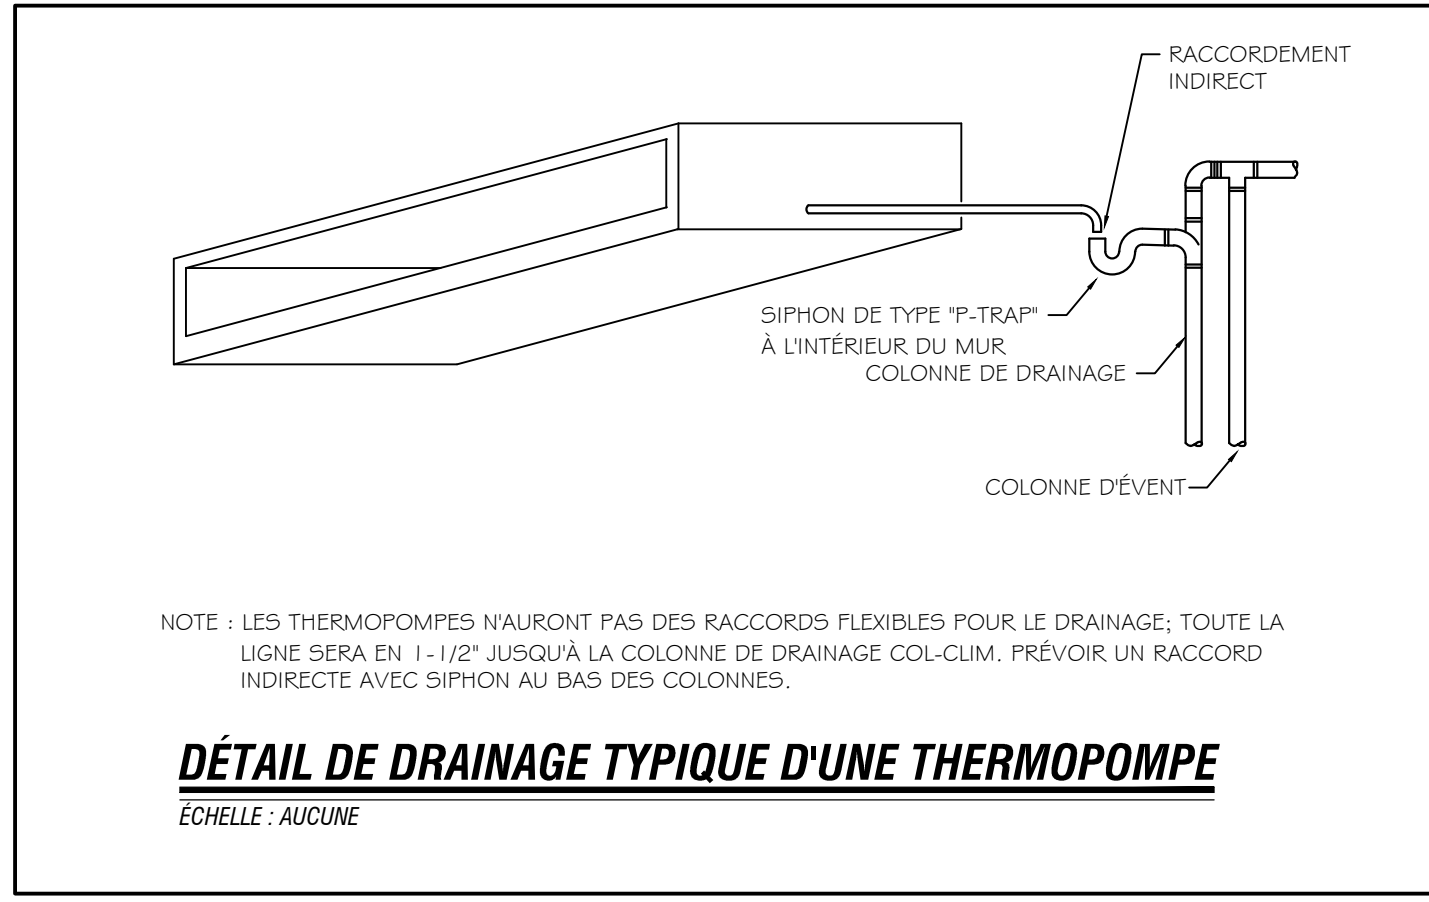 RACCORDEMENT
INDIRECT
SIPHON DE TYPE "P-TRAP"
À L'INTÉRIEUR DU MUR
COLONNE DE DRAINAGE
COLONNE D'ÉVENT
NOTE : LES THERMOPOMPES N'AURONT PAS DES RACCORDS FLEXIBLES POUR LE DRAINAGE; TOUTE LA
LIGNE SERA EN 1-1/2" JUSQU'À LA COLONNE DE DRAINAGE COL-CLIM. PRÉVOIR UN RACCORD
INDIRECTE AVEC SIPHON AU BAS DES COLONNES.
DÉTAIL DE DRAINAGE TYPIQUE D'UNE THERMOPOMPE
ÉCHELLE : AUCUNE